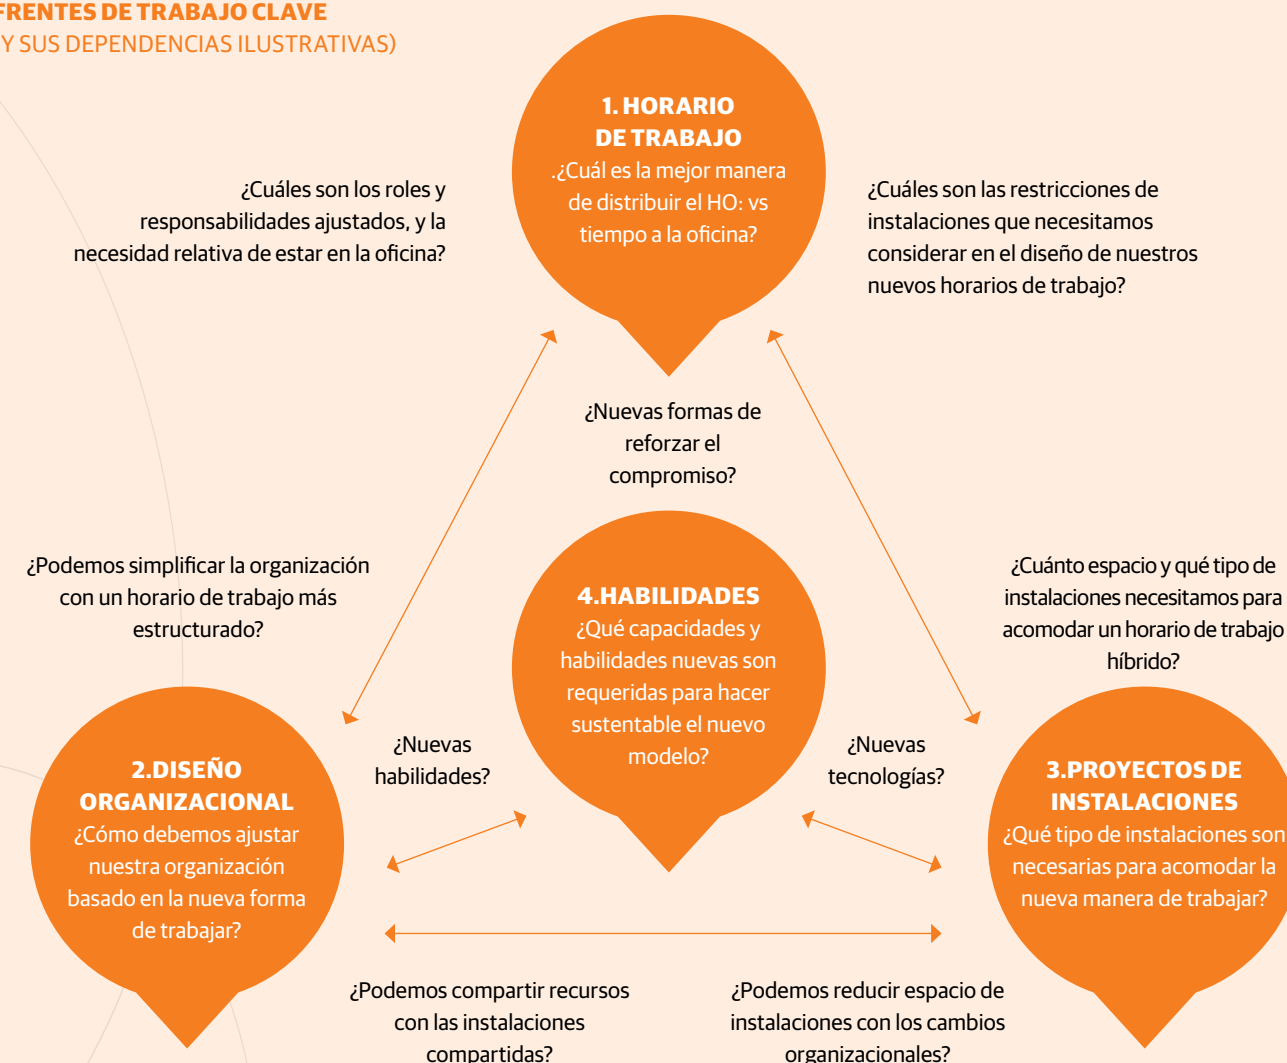 FRENTES DE TRABAJO CLAVE
Y SUS DEPENDENCIAS ILUSTRATIVAS)
1. HORARIO
DE TRABAJO
.¿Cuál es la mejor manera
de distribuir el HO: vs
tiempo a la oficina?
¿Cuáles son los roles y
responsabilidades ajustados, y la
necesidad relativa de estar en la oficina?
¿Cuáles son las restricciones de
instalaciones que necesitamos
considerar en el diseño de nuestros
nuevos horarios de trabajo?
¿Nuevas formas de
reforzar el
compromiso?
¿Podemos simplificar la organización
con un horario de trabajo más
estructurado?
4.HABILIDADES
¿Qué capacidades y
habilidades nuevas son
requeridas para hacer
sustentable el nuevo
modelo?
¿Cuánto espacio y qué tipo de
instalaciones necesitamos para
acomodar un horario de trabajo
híbrido?
¿Nuevas
habilidades?
¿Nuevas
tecnologías?
2.DISEÑO
ORGANIZACIONAL
¿Cómo debemos ajustar
nuestra organización
basado en la nueva forma
de trabajar?
3.PROYECTOS DE
INSTALACIONES
¿Qué tipo de instalaciones son
necesarias para acomodar la
nueva manera de trabajar?
¿Podemos compartir recursos
con las instalaciones
compartidas?
¿Podemos reducir espacio de
instalaciones con los cambios
organizacionales?